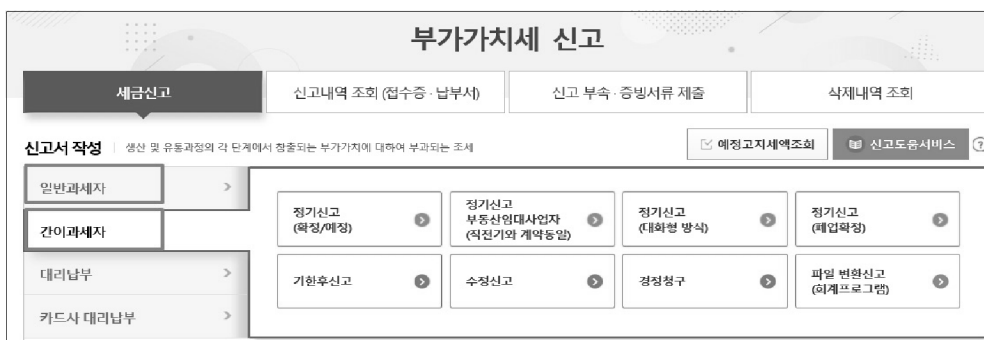 부가가치세 신고
세금신고
신고내역 조회 (접수증 · 납부서)
신고 부속 · 증빙서류 제출
삭제내역 조회
신고서 작성 | 생산 및 유통과정의 각 단계에서 창출되는 부가가치에 대하여 부과되는 조세
예정고지세액조회
신고도움서비스
?
일반과세자
간이과세자
대리납부
카드사 대리납부
정기신고
(확정/예정)
정기신고
부동산임대사업자
(직전기와 계약동일)
정기신고
(대화형 방식)
정기신고
(폐업확정)
기한후신고
수정신고
경정청구
파일 변환신고
(회계프로그램)